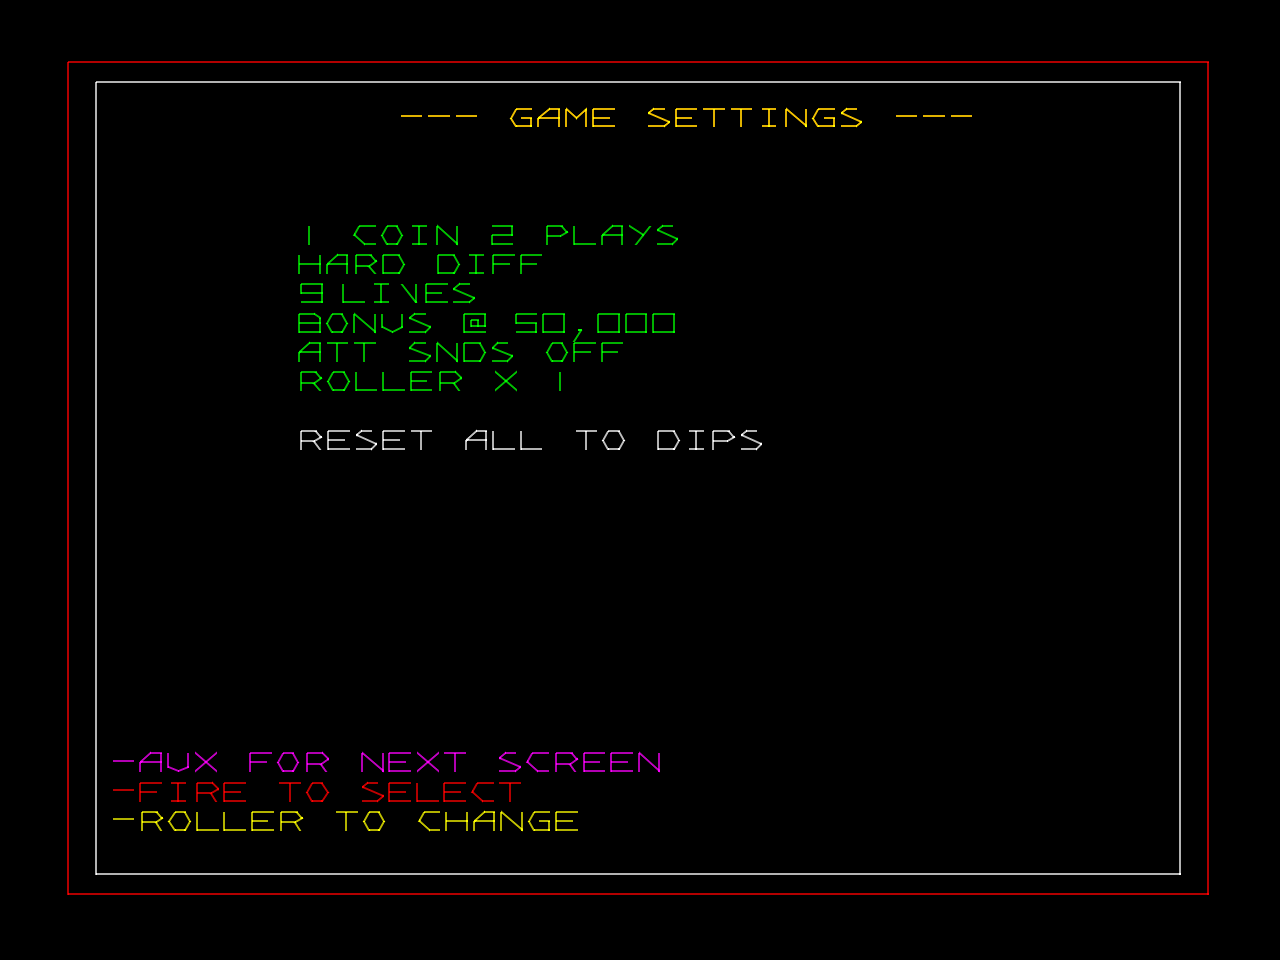 --- GAME SETTINGS ---
1 COIN 2 PLAYS
HARD DIFF
9 LIVES
BONUS @ 50,000
ATT SNDS OFF
ROLLER X 1
RESET ALL TO DIPS
-AUX FOR NEXT SCREEN
-FIRE TO SELECT
-ROLLER TO CHANGE